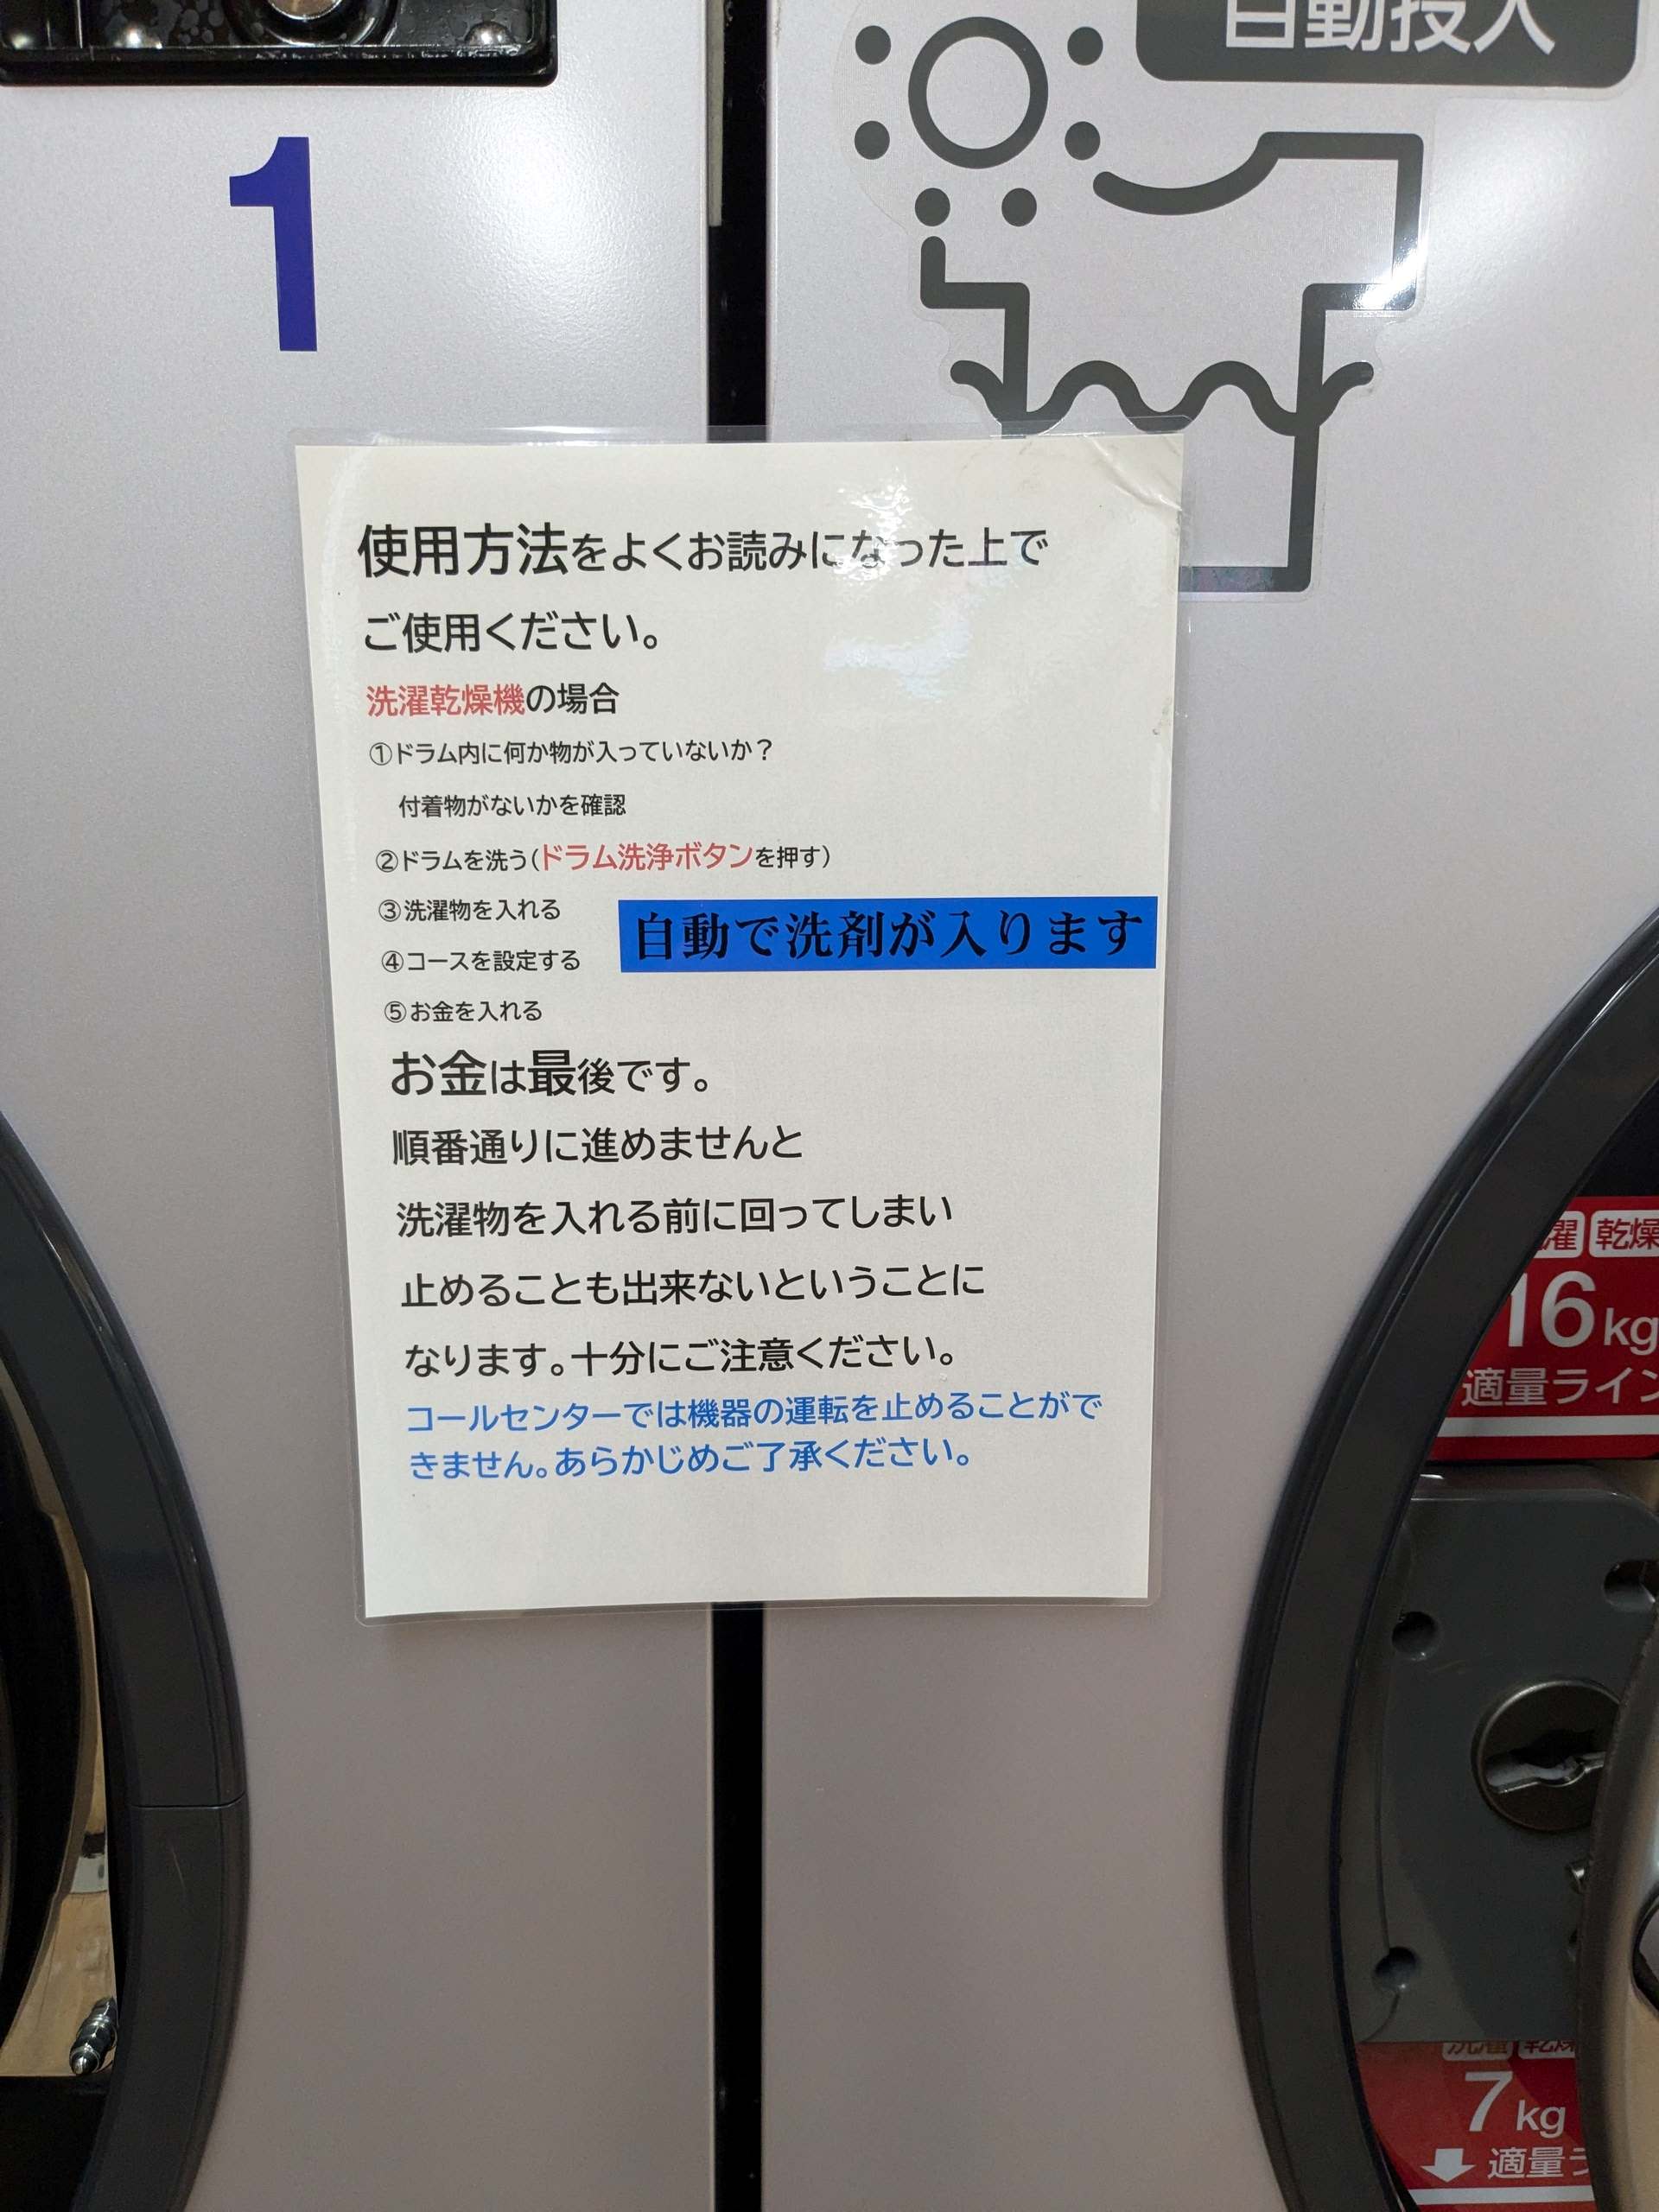 自動投入
1
使用方法をよくお読みになった上で
ご使用ください。
洗濯乾燥機の場合
①ドラム内に何か物が入っていないか？
付着物がないかを確認
②ドラムを洗う(ドラム洗浄ボタンを押す)
③洗濯物を入れる
自動で洗剤が入ります
④コースを設定する
⑤お金を入れる
お金は最後です。
順番通りに進めませんと
洗濯物を入れる前に回ってしまい
止めることも出来ないということに
なります。十分にご注意ください。
コールセンターでは機器の運転を止めることがで
きません。あらかじめご了承ください。
濯 乾燥
16kg
適量ライン
洗濯 乾燥
7kg
適量ラ